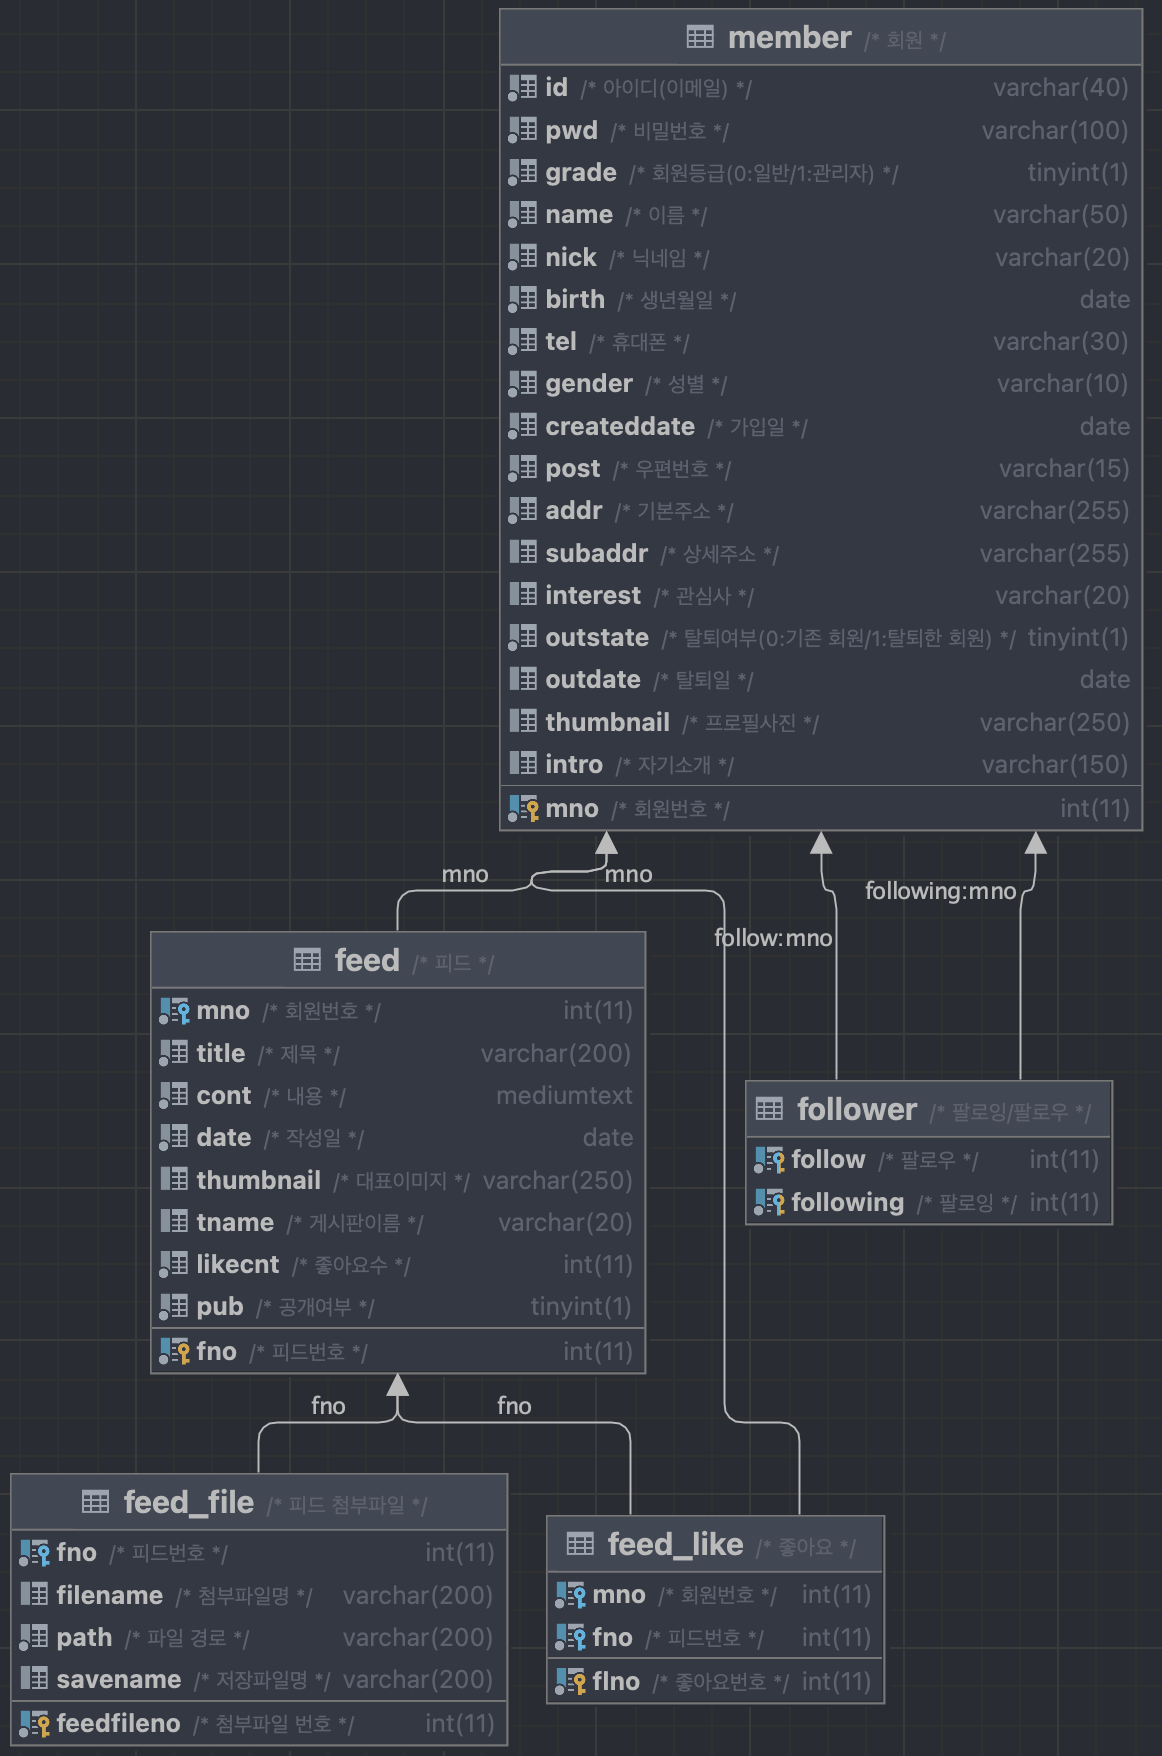 member /* 회원 */
id /* 아이디(이메일) */ varchar(40)
pwd /* 비밀번호 */ varchar(100)
grade /* 회원등급(0:일반/1:관리자) */ tinyint(1)
name /* 이름 */ varchar(50)
nick /* 닉네임 */ varchar(20)
birth /* 생년월일 */ date
tel /* 휴대폰 */ varchar(30)
gender /* 성별 */ varchar(10)
createddate /* 가입일 */ date
post /* 우편번호 */ varchar(15)
addr /* 기본주소 */ varchar(255)
subaddr /* 상세주소 */ varchar(255)
interest /* 관심사 */ varchar(20)
outstate /* 탈퇴여부(0:기존 회원/1:탈퇴한 회원) */ tinyint(1)
outdate /* 탈퇴일 */ date
thumbnail /* 프로필사진 */ varchar(250)
intro /* 자기소개 */ varchar(150)
mno /* 회원번호 */ int(11)
mno
mno
following:mno
follow:mno
feed /* 피드 */
mno /* 회원번호 */ int(11)
title /* 제목 */ varchar(200)
cont /* 내용 */ mediumtext
date /* 작성일 */ date
thumbnail /* 대표이미지 */ varchar(250)
tname /* 게시판이름 */ varchar(20)
likecnt /* 좋아요수 */ int(11)
pub /* 공개여부 */ tinyint(1)
fno /* 피드번호 */ int(11)
follower /* 팔로잉/팔로우 */
follow /* 팔로우 */ int(11)
following /* 팔로잉 */ int(11)
fno
fno
feed_file /* 피드 첨부파일 */
fno /* 피드번호 */ int(11)
filename /* 첨부파일명 */ varchar(200)
path /* 파일 경로 */ varchar(200)
savename /* 저장파일명 */ varchar(200)
feedfileno /* 첨부파일 번호 */ int(11)
feed_like /* 좋아요 */
mno /* 회원번호 */ int(11)
fno /* 피드번호 */ int(11)
flno /* 좋아요번호 */ int(11)